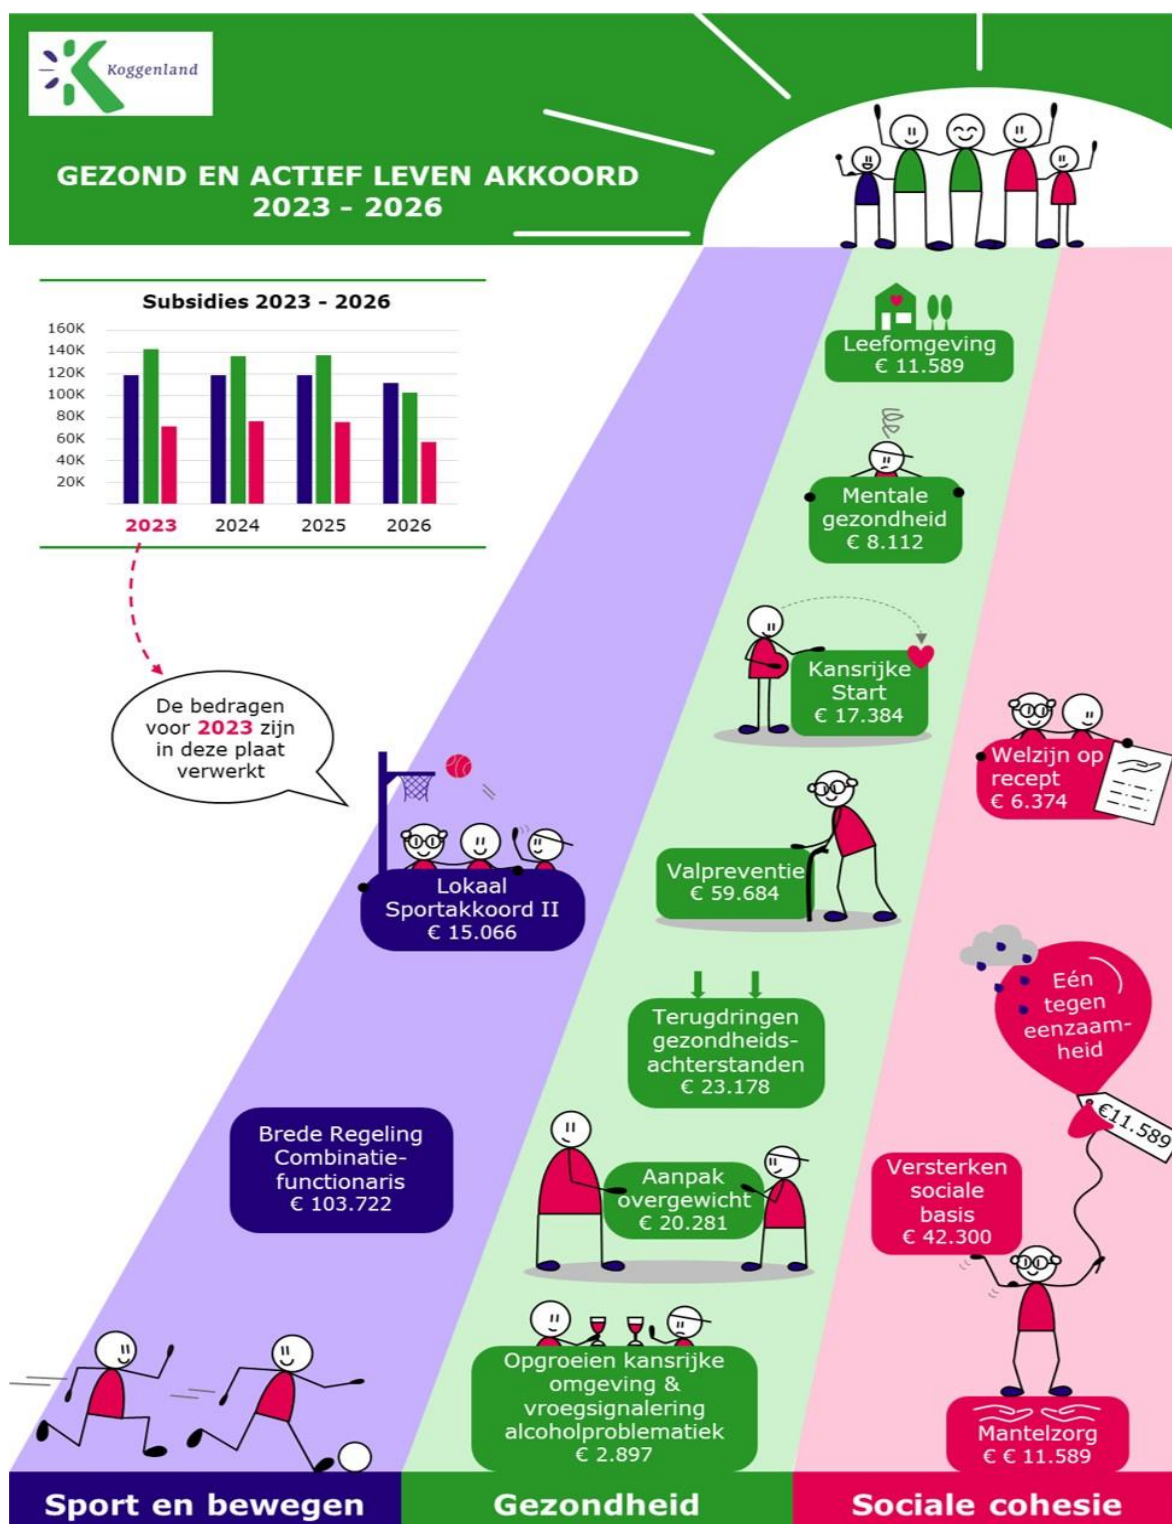 Koggenland
GEZOND EN ACTIEF LEVEN AKKOORD
2023 - 2026
Subsidies 2023 - 2026
160K
140K
120K
100K
80K
60K
40K
20K
2023 2024 2025 2026
De bedragen
voor 2023 zijn
in deze plaat
verwerkt
Lokaal
Sportakkoord II
€ 15.066
Brede Regeling
Combinatie-
functionaris
€ 103.722
Sport en bewegen
Leefomgeving
€ 11.589
Mentale
gezondheid
€ 8.112
Kansrijke
Start
€ 17.384
Valpreventie
€ 59.684
Terugdringen
gezondheids-
achterstanden
€ 23.178
Aanpak
overgewicht
€ 20.281
Opgroeien kansrijke
omgeving &
vroegsignalering
alcoholproblematiek
€ 2.897
Gezondheid
Welzijn op
recept
€ 6.374
Eén
tegen
eenzaam-
heid
€11.589
Versterken
sociale
basis
€ 42.300
Mantelzorg
€ € 11.589
Sociale cohesie